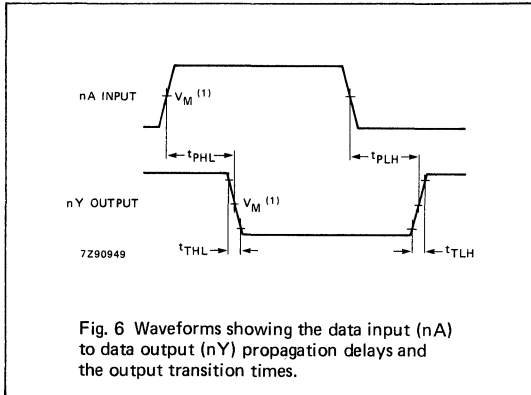 nA INPUT
V_M (1)
t_PHL
t_PLH
nY OUTPUT
V_M (1)
7Z90949
t_THL
t_TLH
Fig. 6 Waveforms showing the data input (nA)
to data output (nY) propagation delays and
the output transition times.